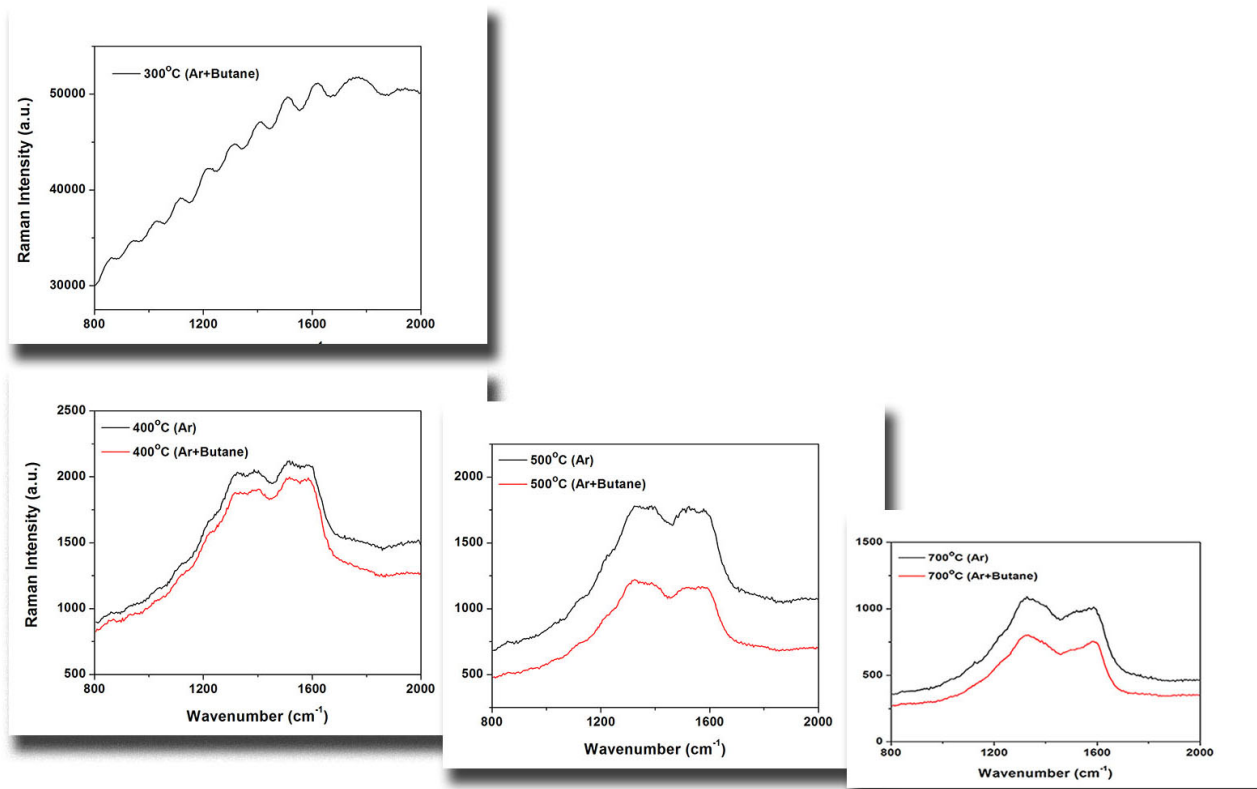 300°C (Ar+Butane)
Raman Intensity (a.u.)
50000
40000
30000
800 1200 1600 2000
400°C (Ar)
400°C (Ar+Butane)
Raman Intensity (a.u.)
2500
2000
1500
1000
500
800 1200 1600 2000
Wavenumber (cm⁻¹)
500°C (Ar)
500°C (Ar+Butane)
2000
1500
1000
500
800 1200 1600 2000
Wavenumber (cm⁻¹)
700°C (Ar)
700°C (Ar+Butane)
1500
1000
500
0
800 1200 1600 2000
Wavenumber (cm⁻¹)